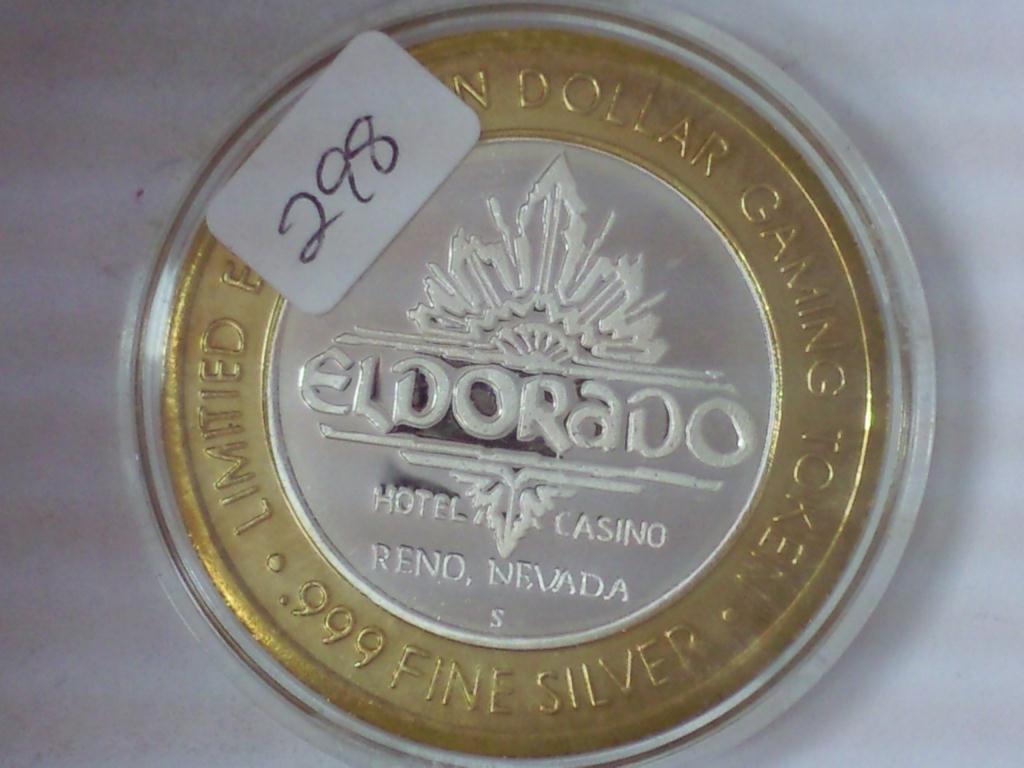 298
LIMITED E
N DOLLAR GAMING TOKEN •
• .999 FINE SILVER
ELDORADO
HOTEL CASINO
RENO, NEVADA
S